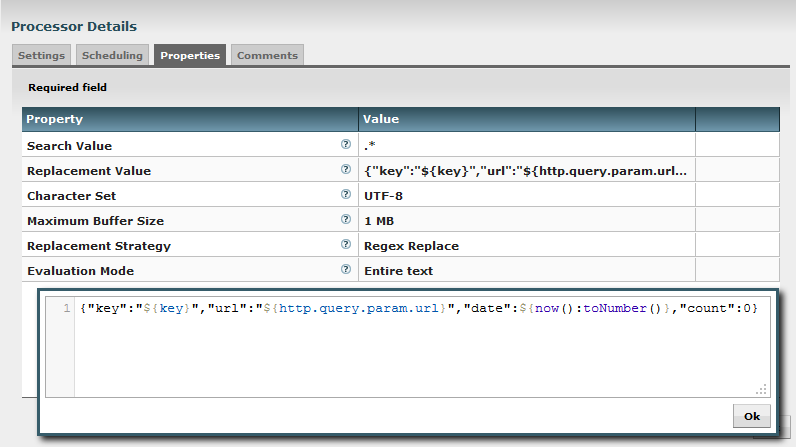 Processor Details
Settings Scheduling Properties Comments
Required field
Property Value
Search Value .*
Replacement Value {"key":"${key}","url":"${http.query.param.url...
Character Set UTF-8
Maximum Buffer Size 1 MB
Replacement Strategy Regex Replace
Evaluation Mode Entire text
1 {"key":"${key}","url":"${http.query.param.url}","date":${now():toNumber()},"count":0}
Ok